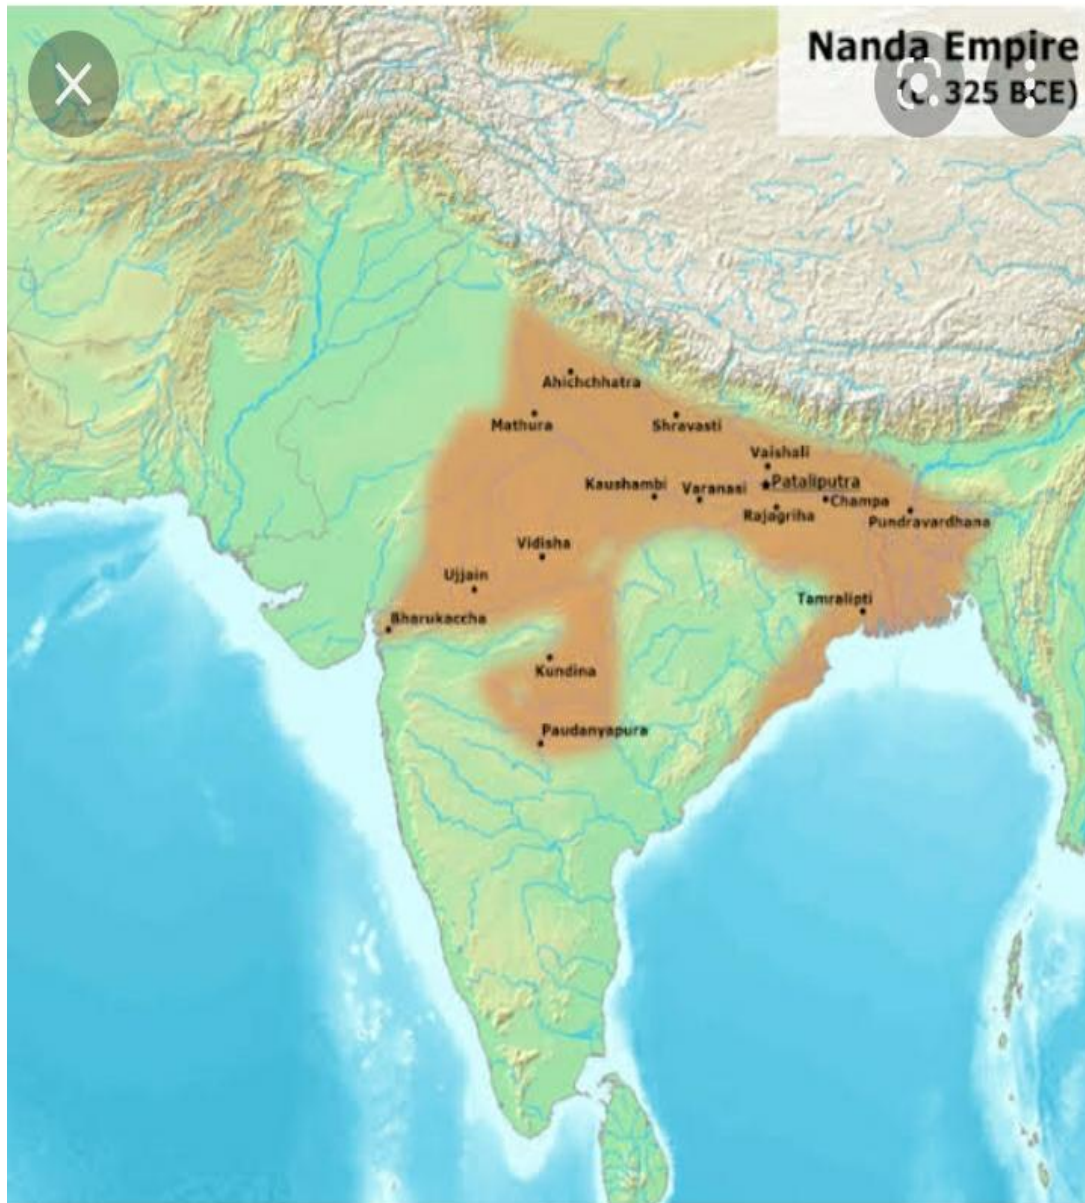 Nanda Empire
(c. 325 BCE)
Ahichchhatra
Mathura
Shravasti
Vaishali
Kaushambi
Varanasi
Pataliputra
Champa
Rajagriha
Pundravardhana
Vidisha
Ujjain
Tamralipti
Bharukaccha
Kundina
Paudanyapura